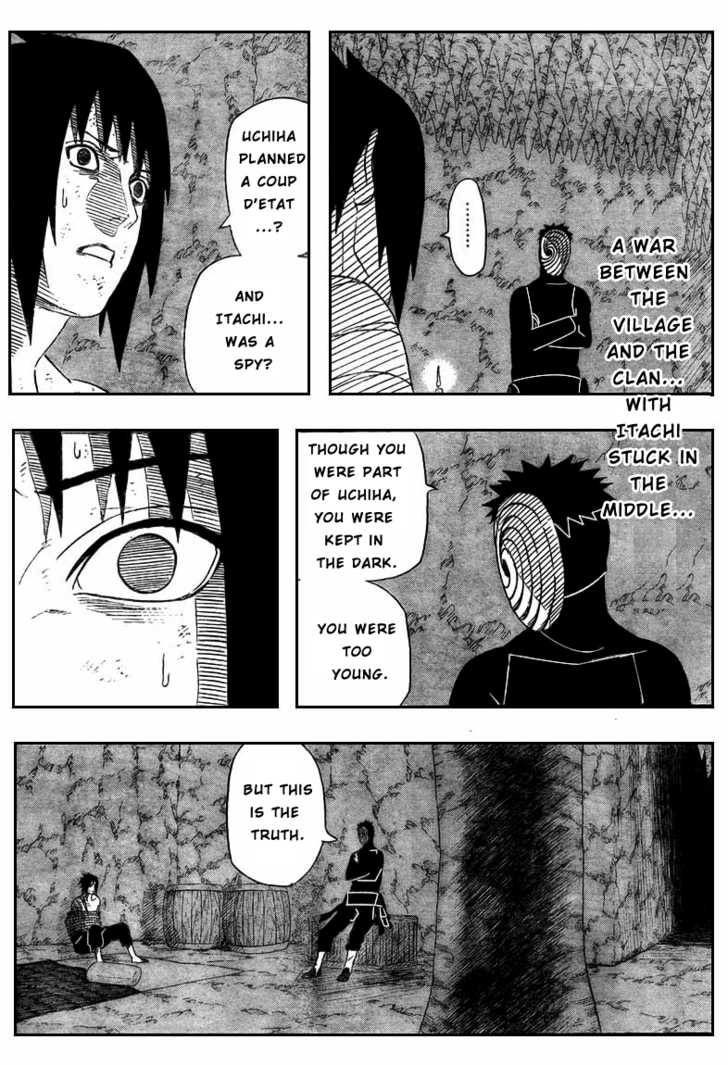 A WAR
BETWEEN
THE
VILLAGE
AND THE
CLAN...
WITH
ITACHI
STUCK IN
THE
MIDDLE...
........
UCHIHA
PLANNED
A COUP
D'ETAT
...?
AND
ITACHI...
WAS A
SPY?
THOUGH YOU
WERE PART
OF UCHIHA,
YOU WERE
KEPT IN
THE DARK.
YOU WERE
TOO
YOUNG.
BUT THIS
IS THE
TRUTH.